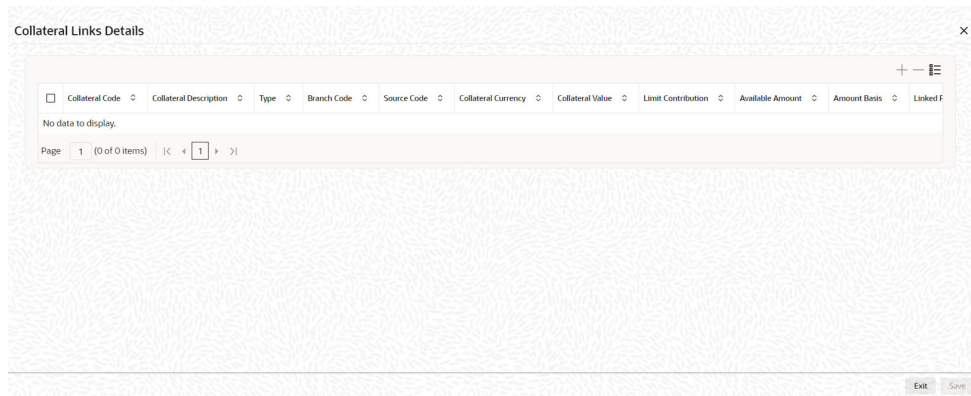 Collateral Links Details
Collateral Code Collateral Description Type Branch Code Source Code Collateral Currency Collateral Value Limit Contribution Available Amount Amount Basis Linked
No data to display.
Page 1 (0 of 0 items) 1
Exit Save